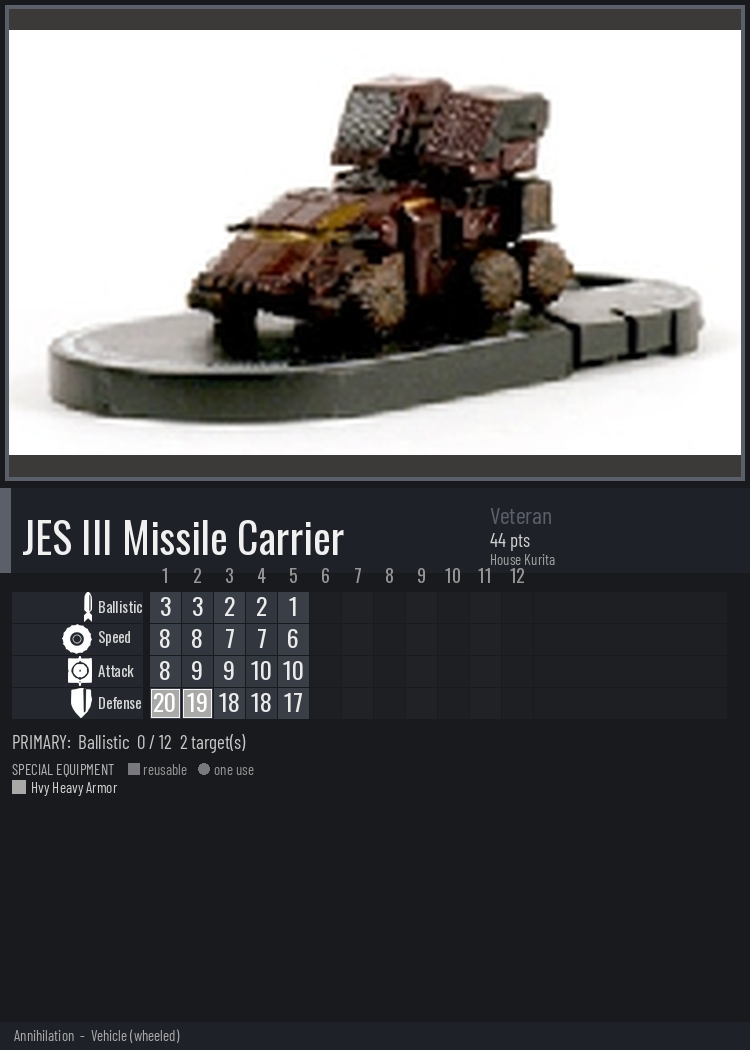 JES III Missile Carrier
Veteran
44 pts
House Kurita
1 2 3 4 5 6 7 8 9 10 11 12
Ballistic 3 3 2 2 1
Speed 8 8 7 7 6
Attack 8 9 9 10 10
Defense 20 19 18 18 17
PRIMARY: Ballistic 0 / 12 2 target(s)
SPECIAL EQUIPMENT reusable one use
Hvy Heavy Armor
Annihilation - Vehicle (wheeled)